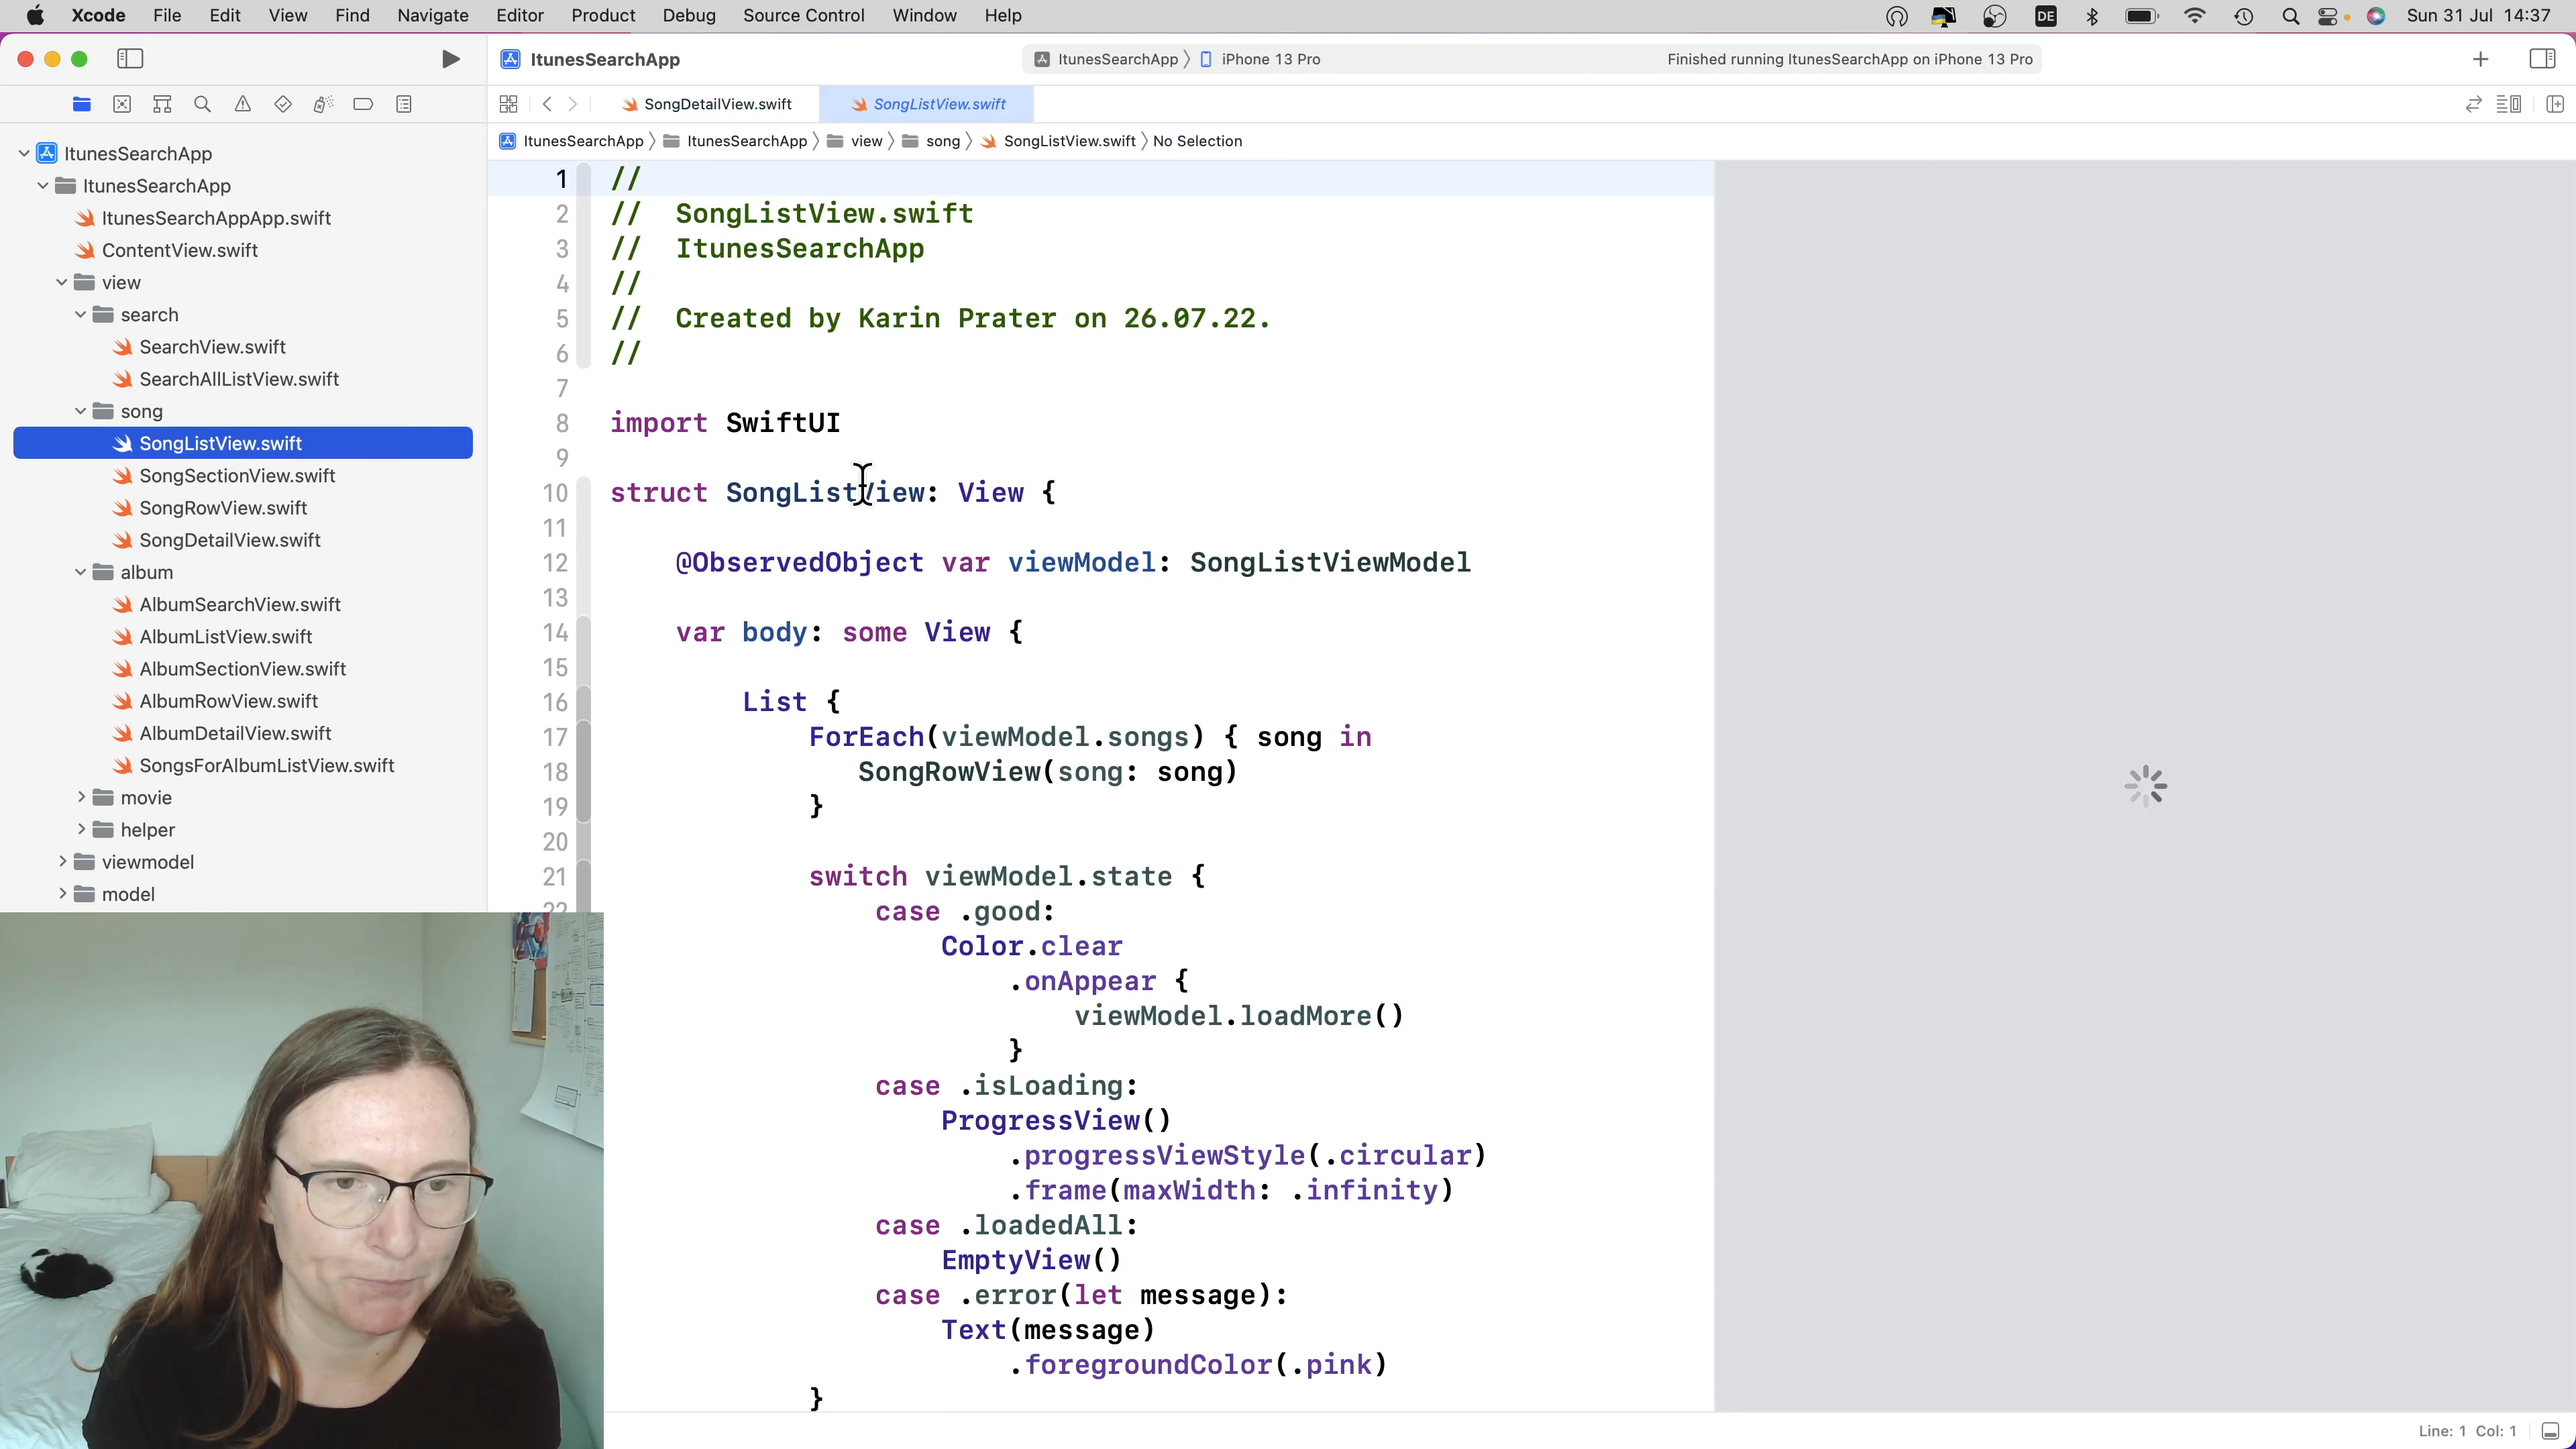 Xcode File Edit View Find Navigate Editor Product Debug Source Control Window Help DE Sun 31 Jul 14:37
ItunesSearchApp ItunesSearchApp iPhone 13 Pro Finished running ItunesSearchApp on iPhone 13 Pro
SongDetailView.swift SongListView.swift
ItunesSearchApp ItunesSearchApp view song SongListView.swift No Selection
ItunesSearchApp
ItunesSearchApp
ItunesSearchAppApp.swift
ContentView.swift
view
search
SearchView.swift
SearchAllListView.swift
song
SongListView.swift
SongSectionView.swift
SongRowView.swift
SongDetailView.swift
album
AlbumSearchView.swift
AlbumListView.swift
AlbumSectionView.swift
AlbumRowView.swift
AlbumDetailView.swift
SongsForAlbumListView.swift
movie
helper
viewmodel
model
1 //
2 // SongListView.swift
3 // ItunesSearchApp
4 //
5 // Created by Karin Prater on 26.07.22.
6 //
7
8 import SwiftUI
9
10 struct SongListView: View {
11
12 @ObservedObject var viewModel: SongListViewModel
13
14 var body: some View {
15
16 List {
17 ForEach(viewModel.songs) { song in
18 SongRowView(song: song)
19 }
20
21 switch viewModel.state {
22 case .good:
Color.clear
.onAppear {
viewModel.loadMore()
}
case .isLoading:
ProgressView()
.progressViewStyle(.circular)
.frame(maxWidth: .infinity)
case .loadedAll:
EmptyView()
case .error(let message):
Text(message)
.foregroundColor(.pink)
}
Line: 1 Col: 1